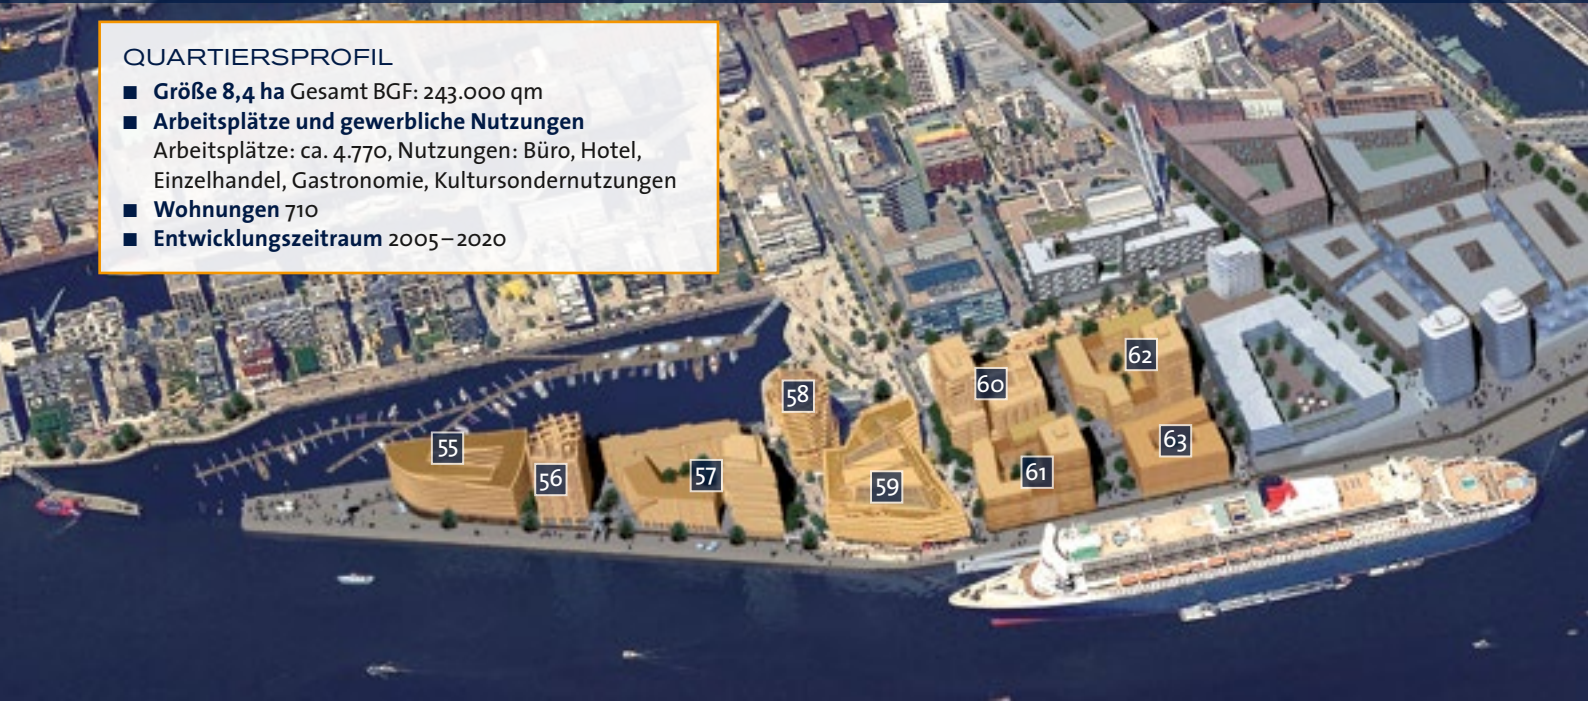 QUARTIERSPROFIL
■ Größe 8,4 ha Gesamt BGF: 243.000 qm
■ Arbeitsplätze und gewerbliche Nutzungen
Arbeitsplätze: ca. 4.770, Nutzungen: Büro, Hotel,
Einzelhandel, Gastronomie, Kultursondernutzungen
■ Wohnungen 710
■ Entwicklungszeitraum 2005–2020
55
56
57
58
59
60
61
62
63